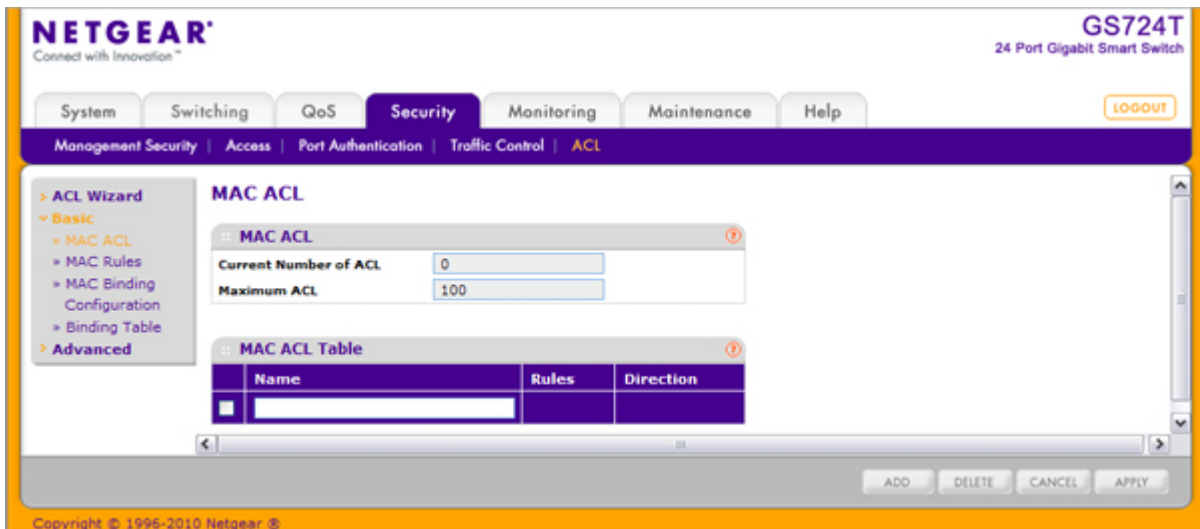 NETGEAR®
Connect with Innovation™
GS724T
24 Port Gigabit Smart Switch
System Switching QoS Security Monitoring Maintenance Help LOGOUT
Management Security | Access | Port Authentication | Traffic Control | ACL
ACL Wizard
Basic
» MAC ACL
» MAC Rules
» MAC Binding
Configuration
» Binding Table
Advanced
MAC ACL
:: MAC ACL ?
Current Number of ACL 0
Maximum ACL 100
:: MAC ACL Table ?
Name Rules Direction
ADD DELETE CANCEL APPLY
Copyright © 1996-2010 Netgear ®